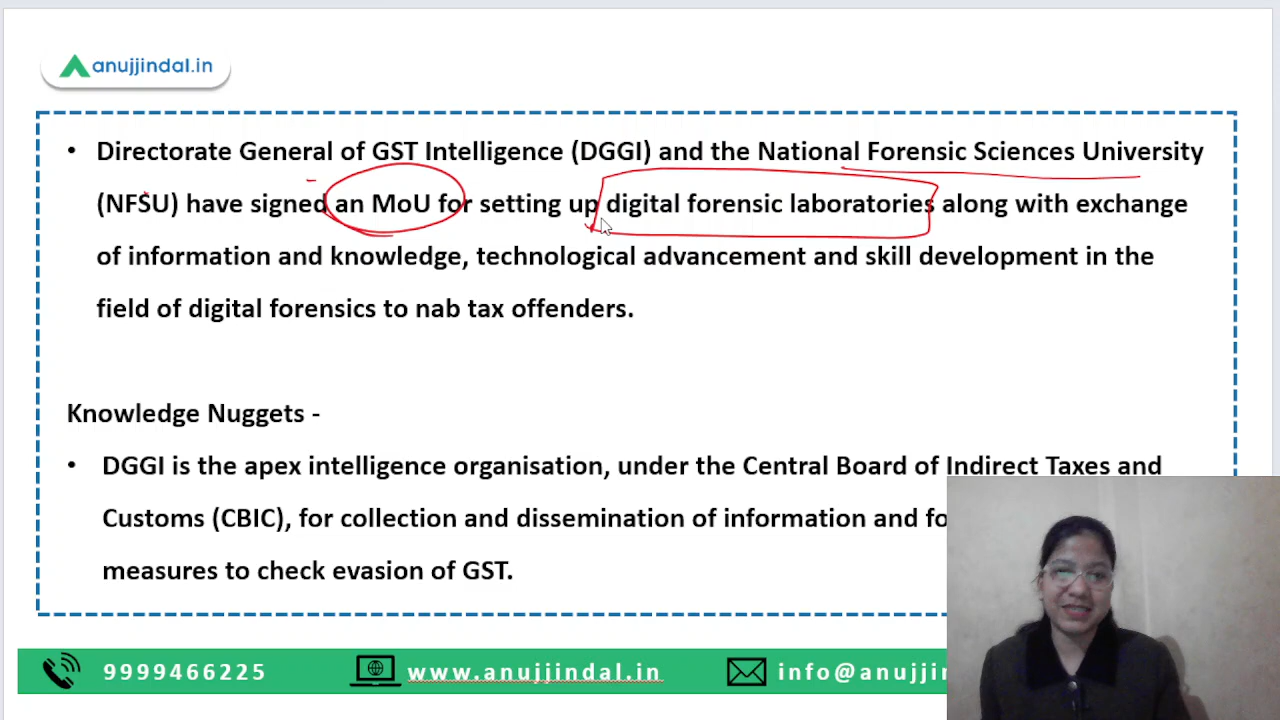 anujjindal.in
• Directorate General of GST Intelligence (DGGI) and the National Forensic Sciences University
(NFSU) have signed an MoU for setting up digital forensic laboratories along with exchange
of information and knowledge, technological advancement and skill development in the
field of digital forensics to nab tax offenders.
Knowledge Nuggets -
• DGGI is the apex intelligence organisation, under the Central Board of Indirect Taxes and
Customs (CBIC), for collection and dissemination of information and fo
measures to check evasion of GST.
9999466225 www.anujjindal.in info@anujjin